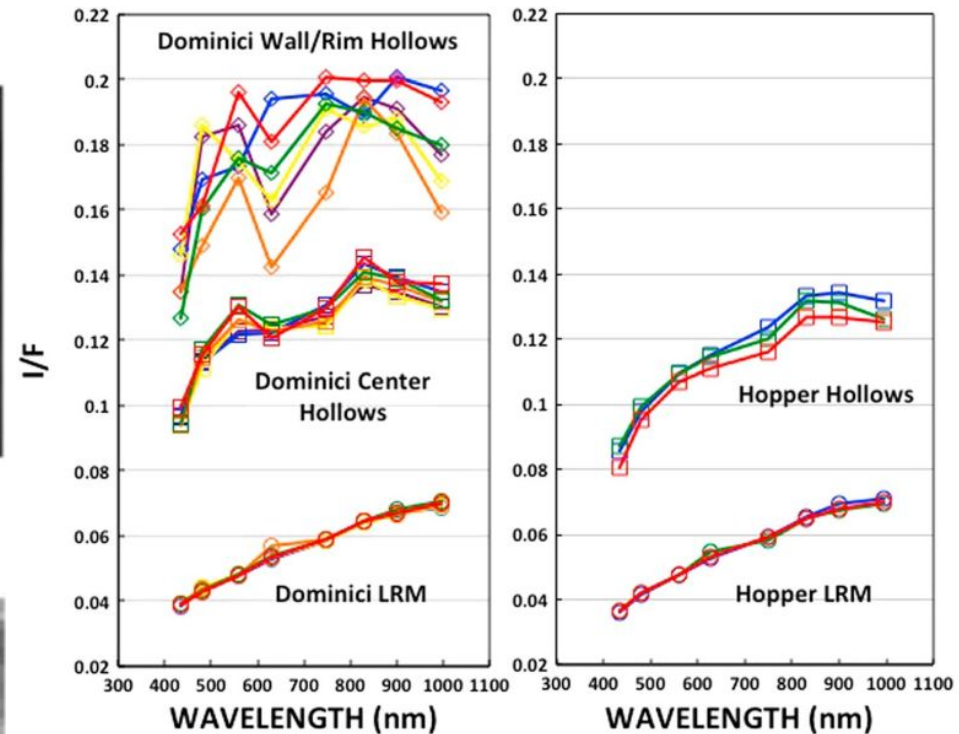 0.22
0.2
0.18
0.16
0.14
0.12
0.1
0.08
0.06
0.04
0.02
I/F
Dominici Wall/Rim Hollows
Dominici Center
Hollows
Dominici LRM
300 400 500 600 700 800 900 1000 1100
WAVELENGTH (nm)
0.22
0.2
0.18
0.16
0.14
0.12
0.1
0.08
0.06
0.04
0.02
Hopper Hollows
Hopper LRM
300 400 500 600 700 800 900 1000 1100
WAVELENGTH (nm)